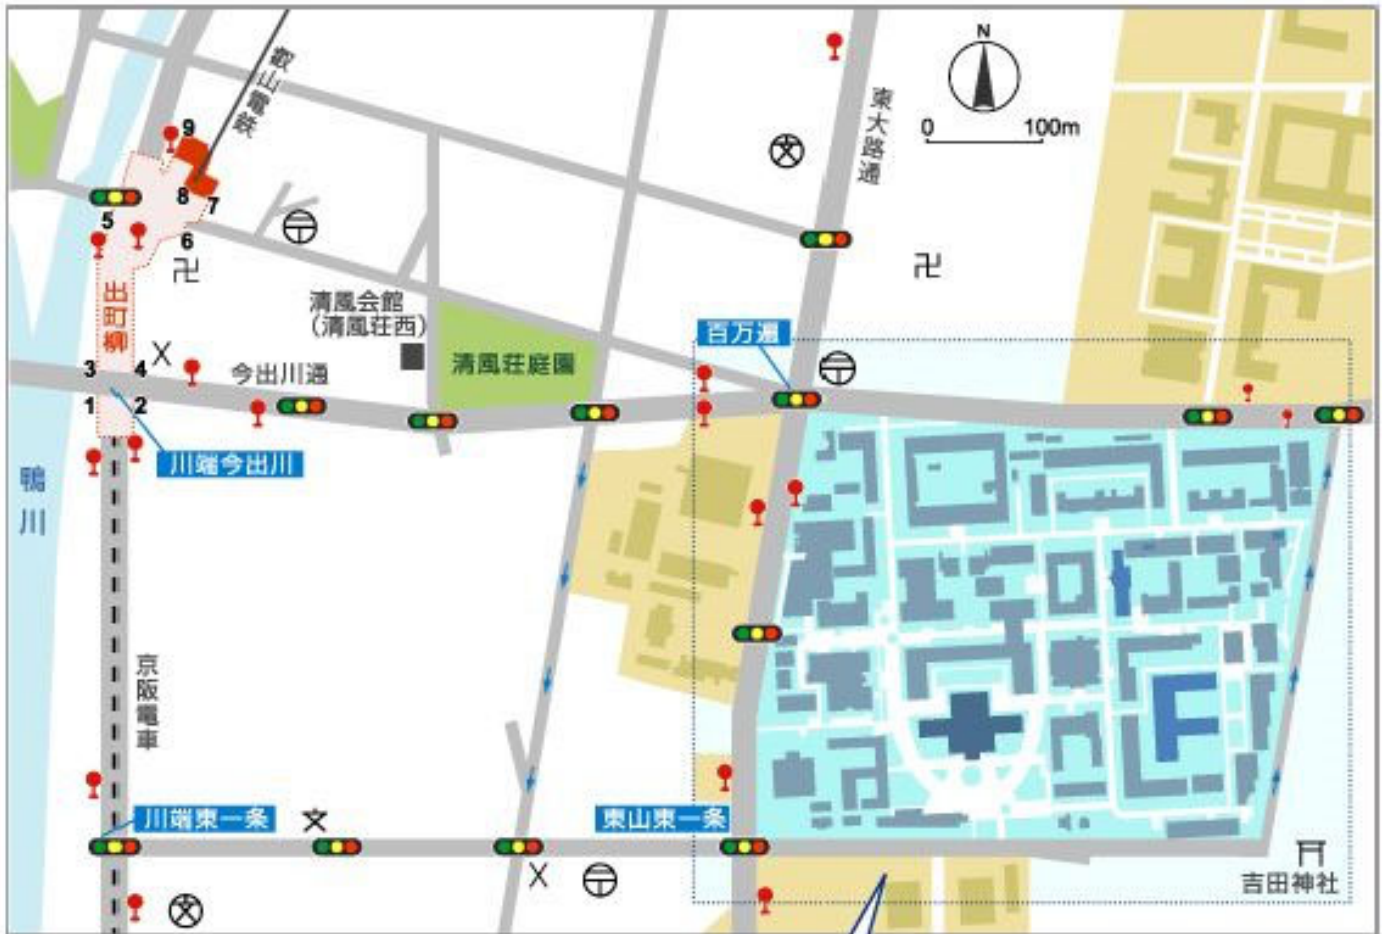 N
0 100m
叡山電鉄
東大路通
9
8
7
5
6
出町柳
清風会館
(清風荘西)
清風荘庭園
百万遍
3
4
今出川通
1
2
川端今出川
鴨川
京阪電車
川端東一条
東山東一条
吉田神社